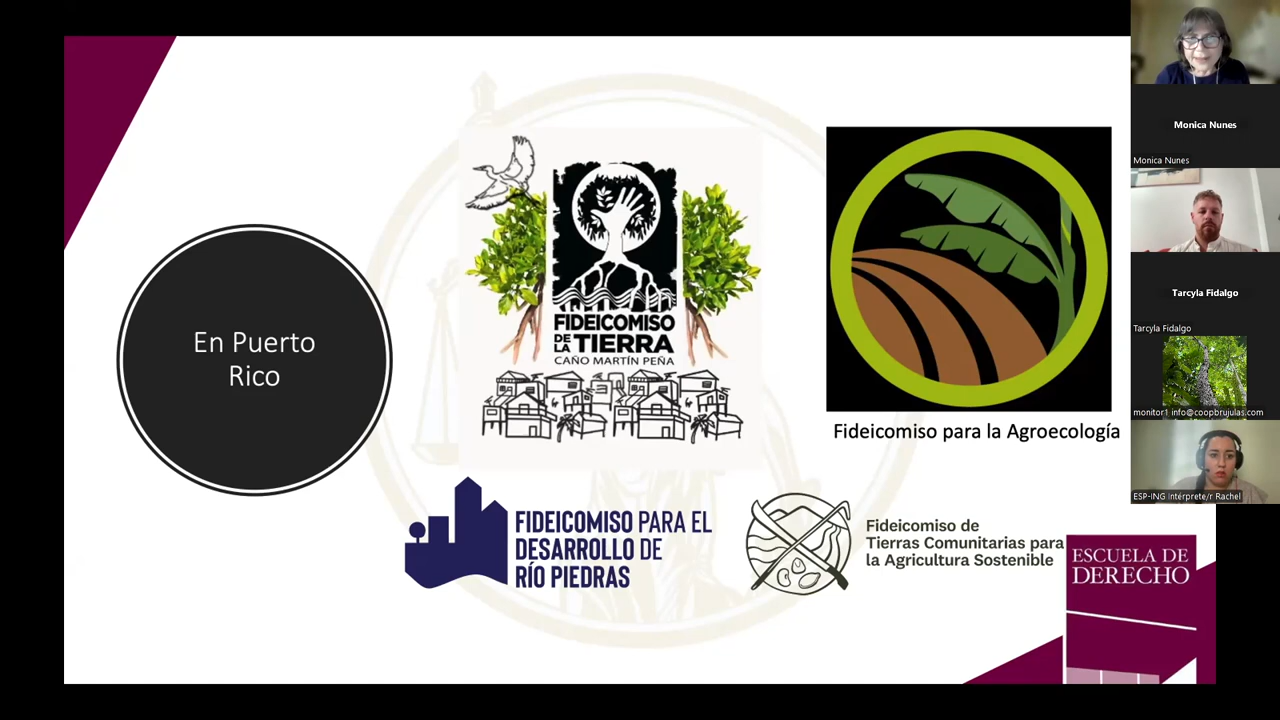 En Puerto
Rico
FIDEICOMISO
DE LA TIERRA
CAÑO MARTÍN PEÑA
Fideicomiso para la Agroecología
FIDEICOMISO PARA EL
DESARROLLO DE
RÍO PIEDRAS
Fideicomiso de
Tierras Comunitarias para
la Agricultura Sostenible
ESCUELA DE
DERECHO
Monica Nunes
Monica Nunes
Tarcyla Fidalgo
Tarcyla Fidalgo
monitor1 info@coopbrujulas.com
ESP-ING Intérprete/r Rachel